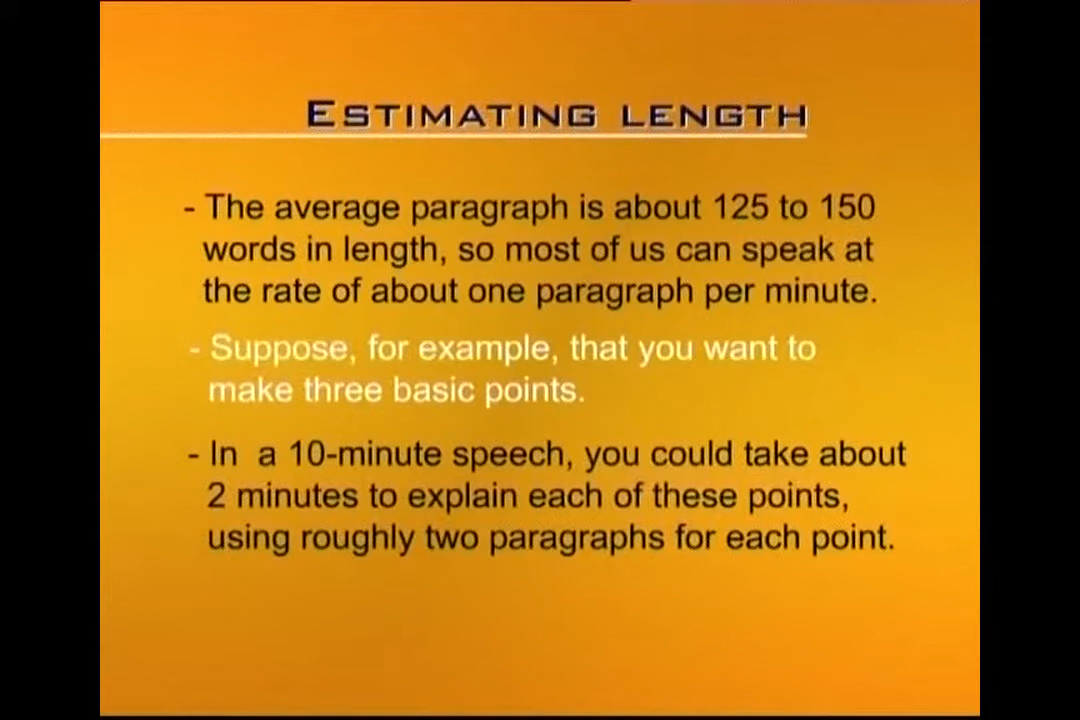 ESTIMATING LENGTH
- The average paragraph is about 125 to 150
words in length, so most of us can speak at
the rate of about one paragraph per minute.
- Suppose, for example, that you want to
make three basic points.
- In a 10-minute speech, you could take about
2 minutes to explain each of these points,
using roughly two paragraphs for each point.